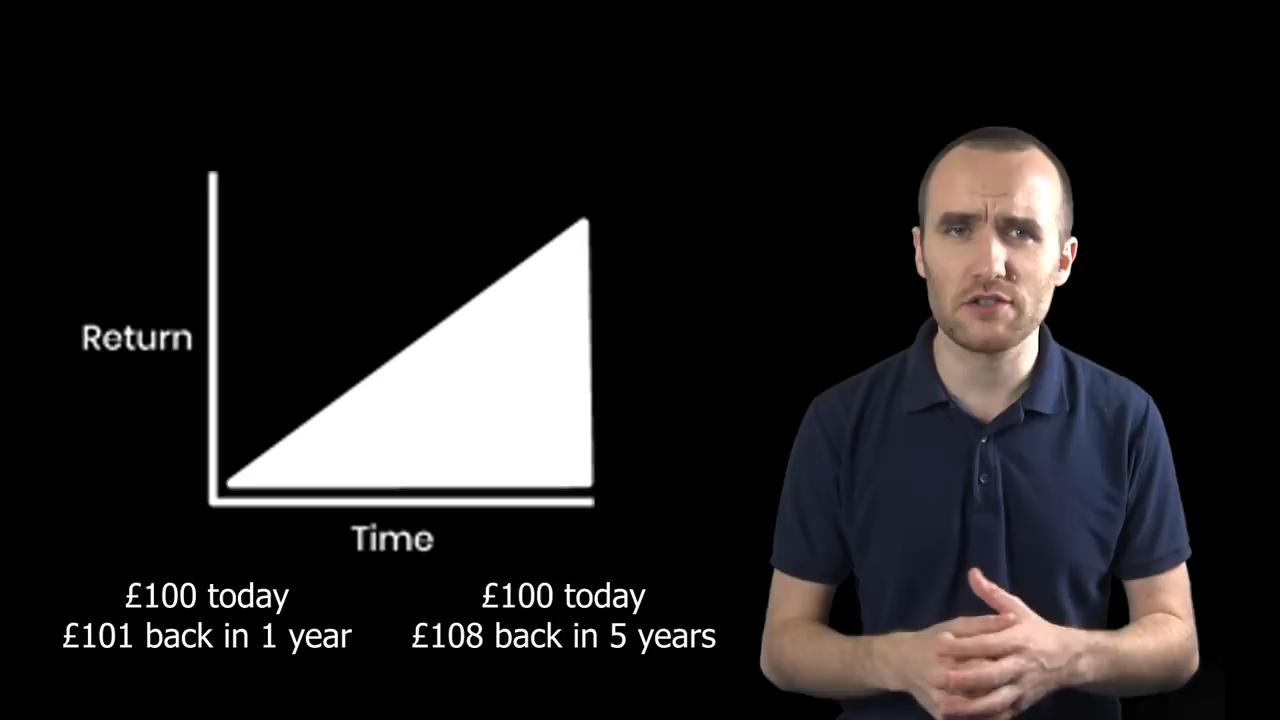 Return
Time
£100 today
£101 back in 1 year
£100 today
£108 back in 5 years